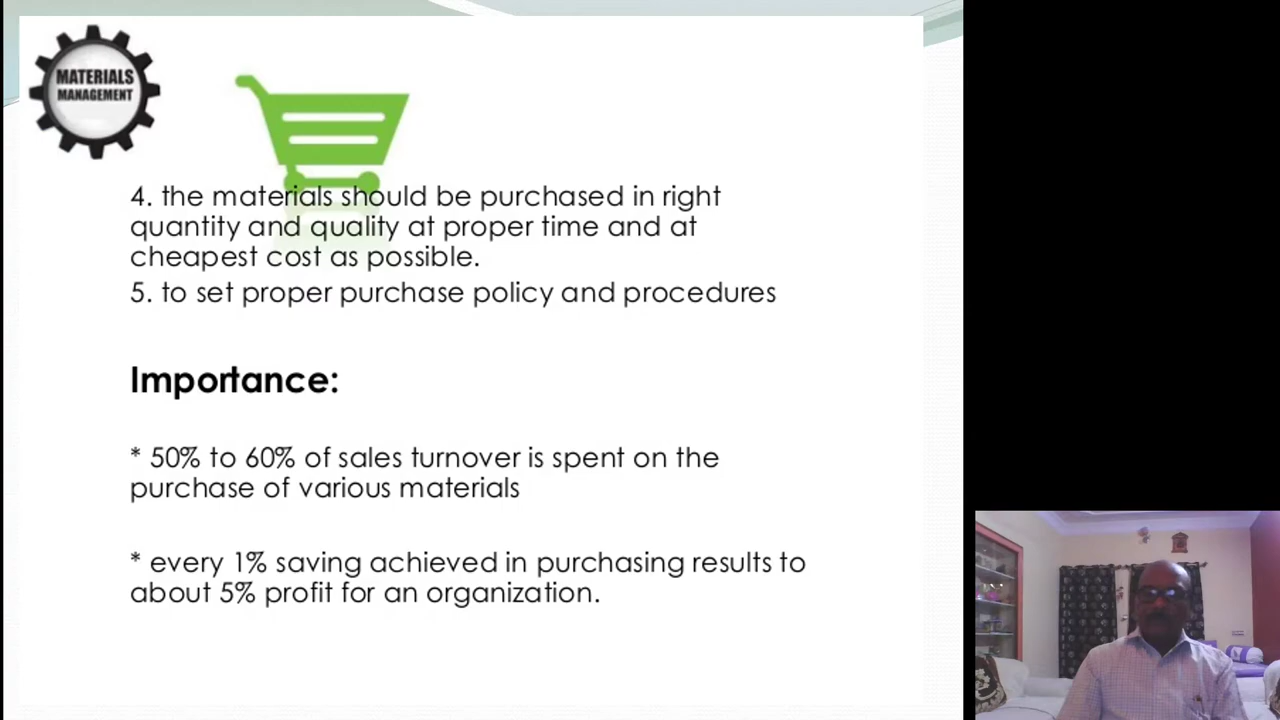 MATERIALS
MANAGEMENT
4. the materials should be purchased in right
quantity and quality at proper time and at
cheapest cost as possible.
5. to set proper purchase policy and procedures
Importance:
* 50% to 60% of sales turnover is spent on the
purchase of various materials
* every 1% saving achieved in purchasing results to
about 5% profit for an organization.